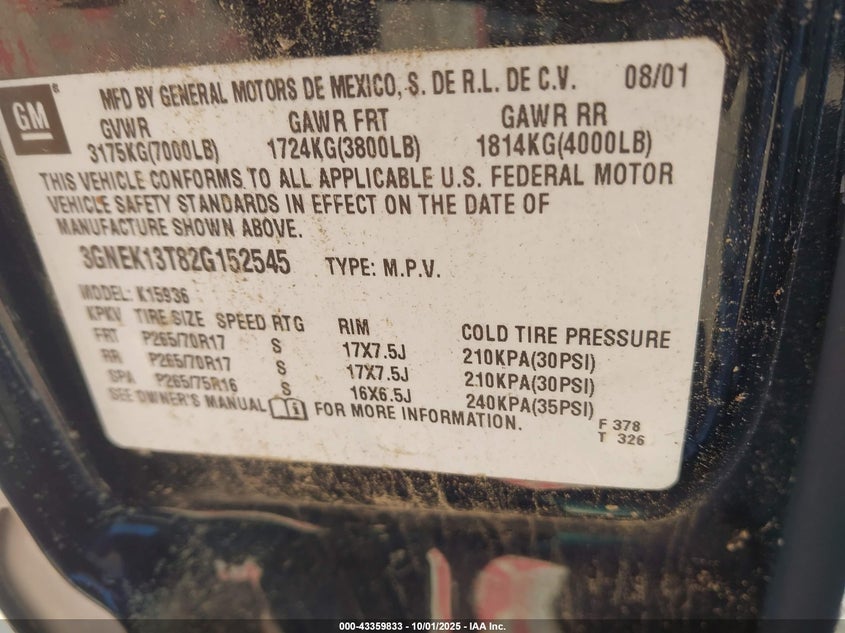 GM ®
MFD BY GENERAL MOTORS DE MEXICO, S. DE R.L. DE C.V. 08/01
GVWR GAWR FRT GAWR RR
3175KG(7000LB) 1724KG(3800LB) 1814KG(4000LB)
THIS VEHICLE CONFORMS TO ALL APPLICABLE U.S. FEDERAL MOTOR
VEHICLE SAFETY STANDARDS IN EFFECT ON THE DATE OF
MANUFACTURE SHOWN ABOVE.
3GNEK13T82G152545 TYPE: M.P.V.
MODEL: K15936
KPKV TIRE SIZE SPEED RTG RIM COLD TIRE PRESSURE
FRT P265/70R17 S 17X7.5J 210KPA(30PSI)
RR P265/70R17 17X7.5J 210KPA(30PSI)
SPA P265/75R16 S 16X6.5J 240KPA(35PSI)
SEE OWNER'S MANUAL FOR MORE INFORMATION.
F 378
T 326
000-43359833 - 10/01/2025 - IAA Inc.